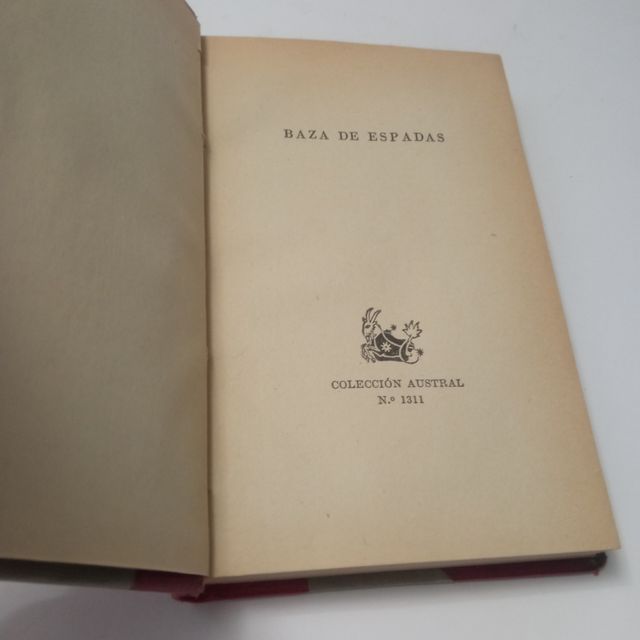 BAZA DE ESPADAS
COLECCIÓN AUSTRAL
N.º 1311